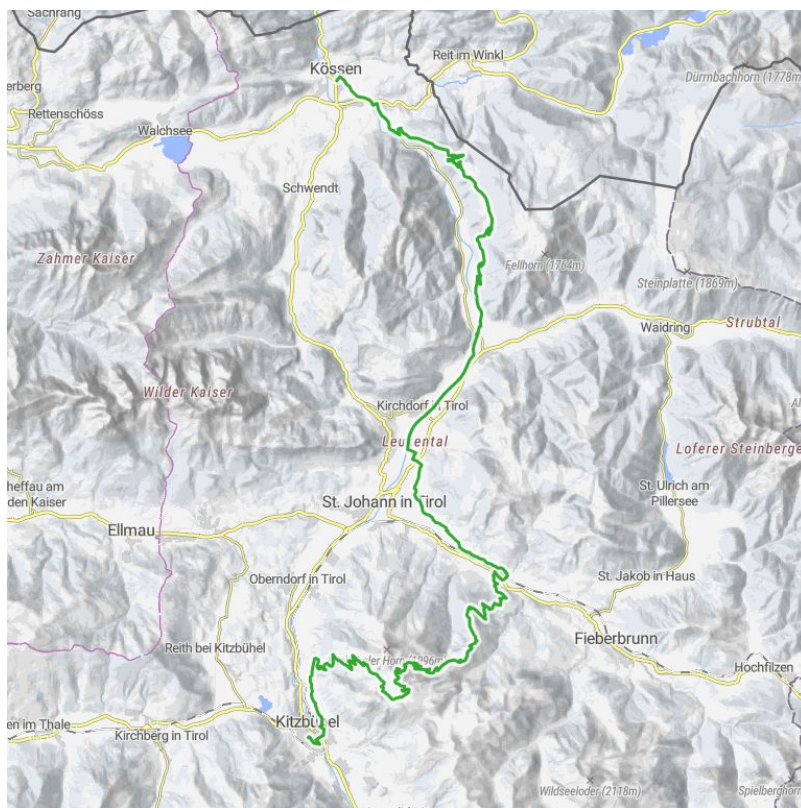 Sachrang
Kössen
Reit im Winkl
Dürrnbachhorn (1778m)
Rettenschöss
Walchsee
Schwendt
Zahmer Kaiser
Fellhorn (1764m)
Steinplatte (1869m)
Waidring
Strubtal
Wilder Kaiser
Kirchdorf in Tirol
Leukental
Loferer Steinberge
St. Ulrich am
Pillersee
St. Johann in Tirol
Ellmau
Oberndorf in Tirol
St. Jakob in Haus
Fieberbrunn
Reith bei Kitzbühel
Hochfilzen
Kitzbühel
Kirchberg in Tirol
Wildseeloder (2118m)